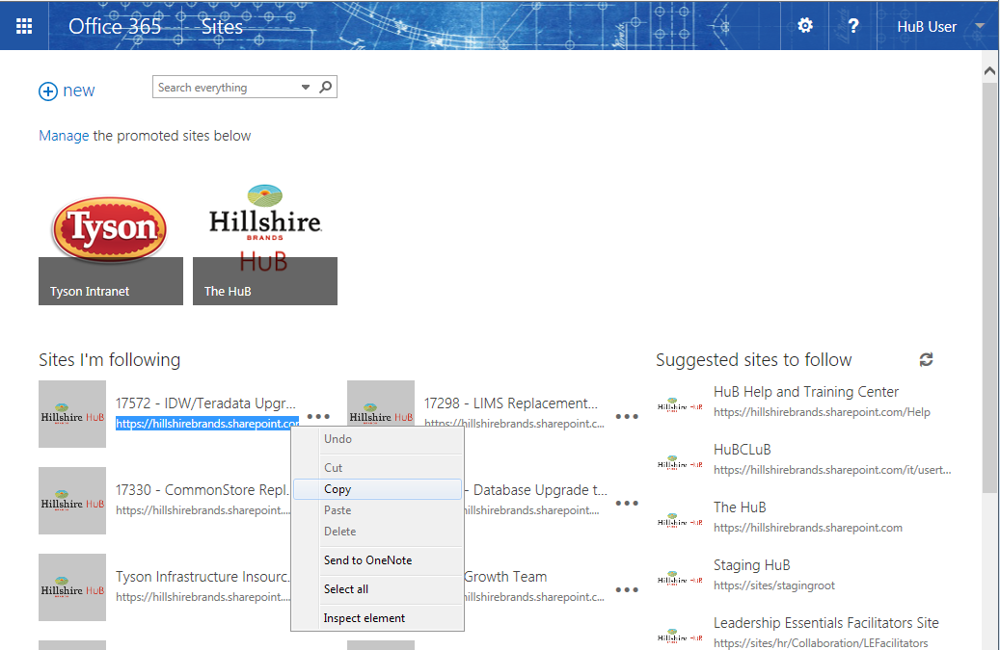 Office 365 Sites ? HuB User
new
Search everything
Manage the promoted sites below
Tyson
Hillshire
BRANDS
HuB
Tyson Intranet
The HuB
Sites I'm following
Hillshire HuB
17572 - IDW/Teradata Upgr...
https://hillshirebrands.sharepoint.com
Hillshire HuB
17298 - LIMS Replacement...
https://hillshirebrands.sharepoint.c...
Hillshire HuB
17330 - CommonStore Repl.
https://hillshirebrands.sharepoint....
- Database Upgrade t...
hillshirebrands.sharepoint....
Hillshire HuB
Tyson Infrastructure Insourc.
https://hillshirebrands.sharepoint....
Growth Team
hillshirebrands.sharepoint.c...
Undo
Cut
Copy
Paste
Delete
Send to OneNote
Select all
Inspect element
Suggested sites to follow
Hillshire HuB
HuB Help and Training Center
https://hillshirebrands.sharepoint.com/Help
Hillshire HuB
HuBCLuB
https://hillshirebrands.sharepoint.com/it/usert...
Hillshire HuB
The HuB
https://hillshirebrands.sharepoint.com
Hillshire HuB
Staging HuB
https://sites/stagingroot
Hillshire HuB
Leadership Essentials Facilitators Site
https://sites/hr/Collaboration/LEFacilitators